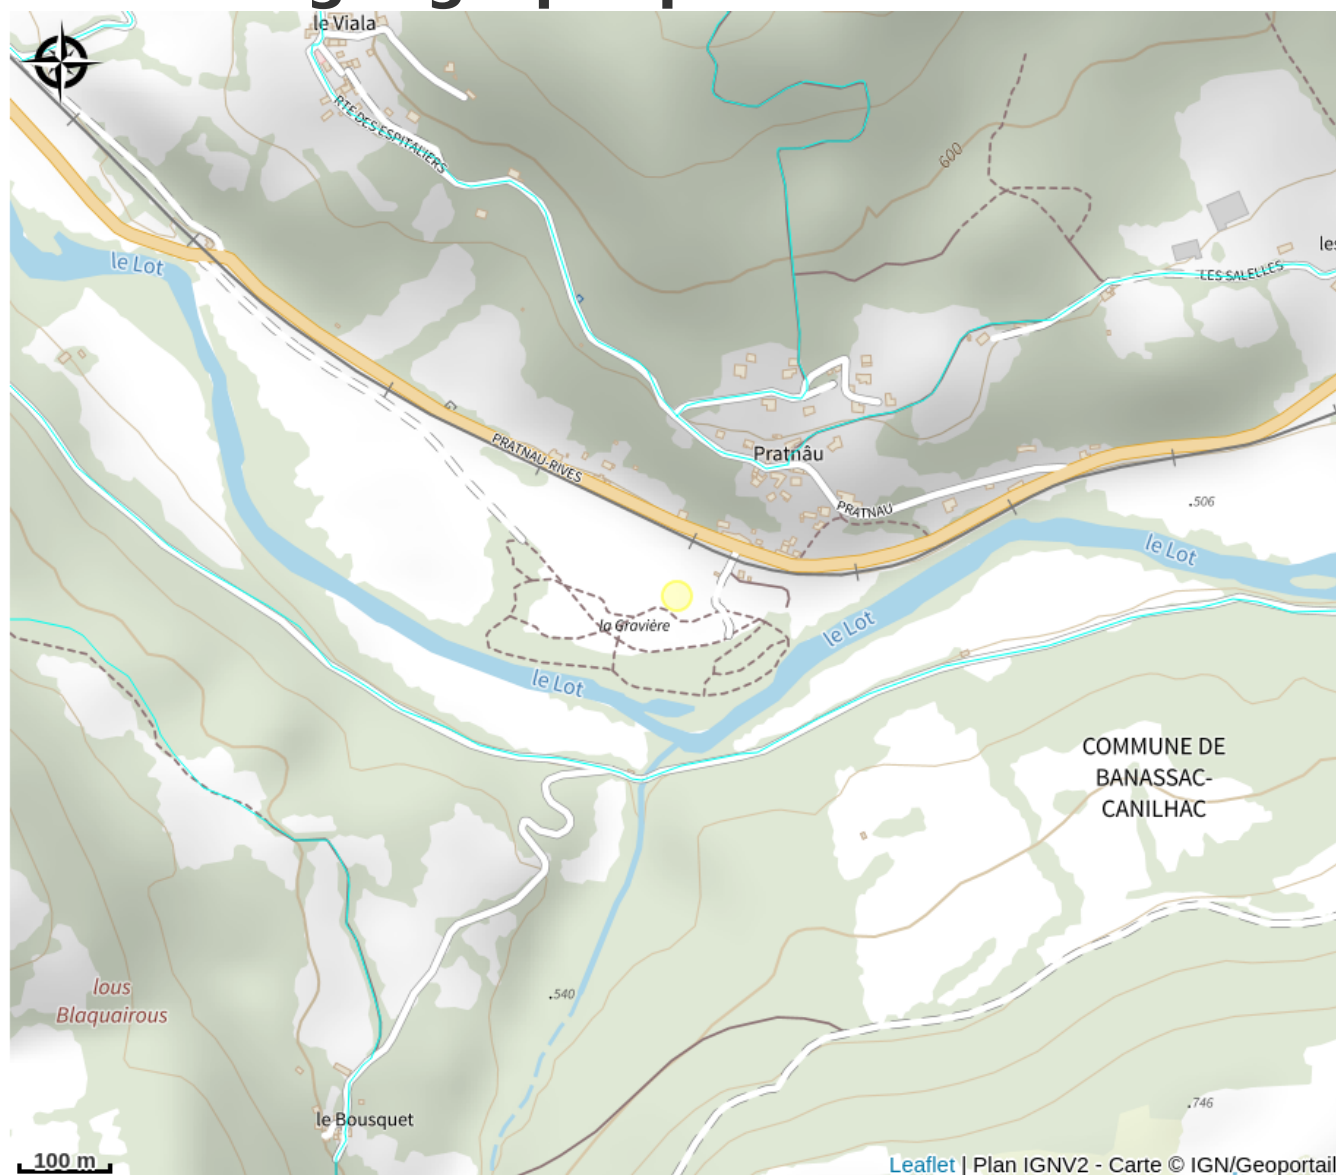 le Viala
RTE DES ESPITALIERS
600
les
LES SALELLES
le Lot
PRATNAU-RIVES
Pratnâu
PRATNAU
.506
le Lot
la Gravière
le Lot
le Lot
COMMUNE DE
BANASSAC-
CANILHAC
lous
Blaquairous
.540
.746
le Bousquet
100 m
Leaflet | Plan IGNV2 - Carte © IGN/Geoportail